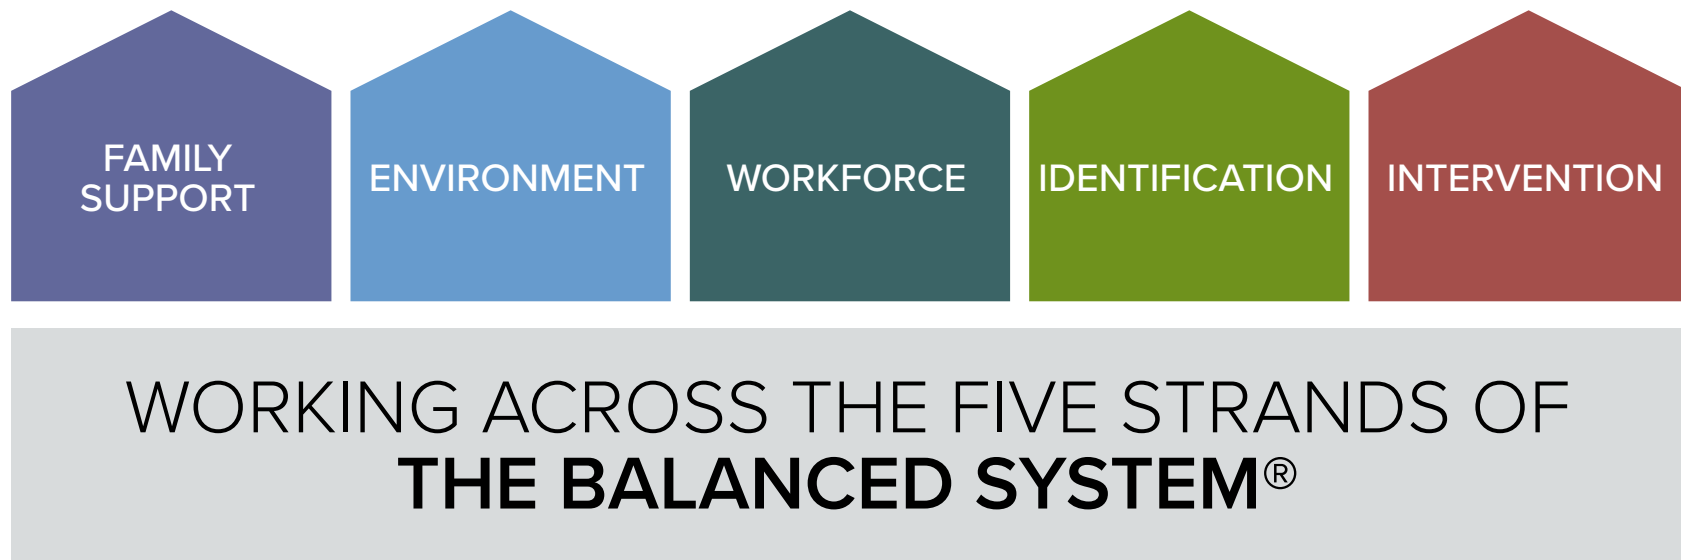 FAMILY
SUPPORT
ENVIRONMENT
WORKFORCE
IDENTIFICATION
INTERVENTION
WORKING ACROSS THE FIVE STRANDS OF
THE BALANCED SYSTEM®